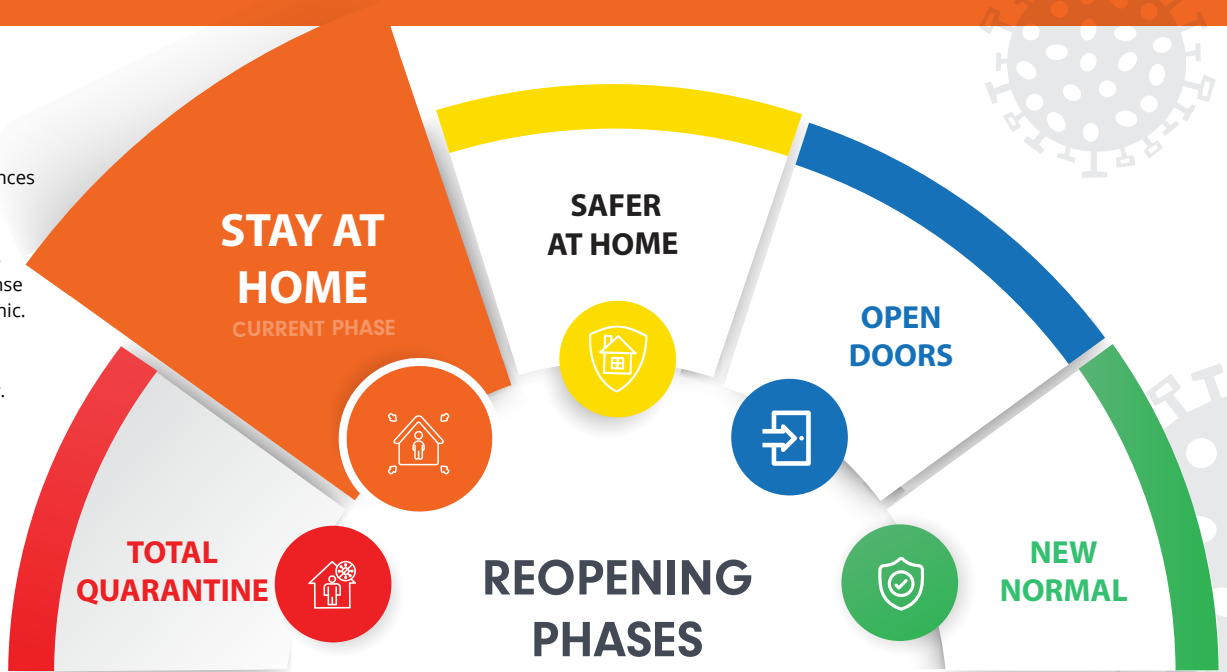 STAY AT
HOME
CURRENT PHASE
SAFER
AT HOME
OPEN
DOORS
TOTAL
QUARANTINE
NEW
NORMAL
REOPENING
PHASES